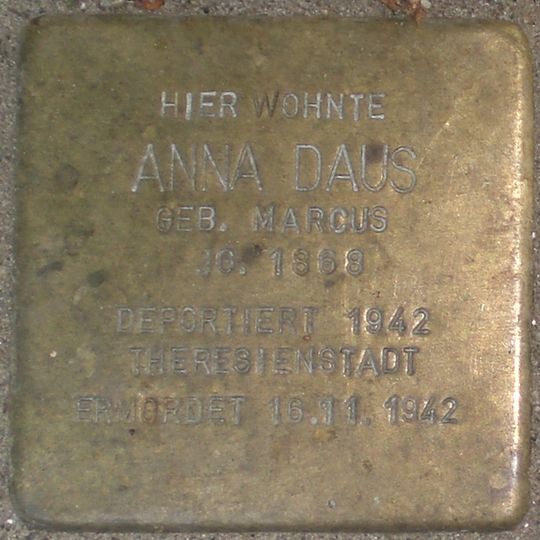 HIER WOHNTE
ANNA DAUS
GEB. MARCUS
JG. 1868
DEPORTIERT 1942
THERESIENSTADT
ERMORDET 16.11.1942